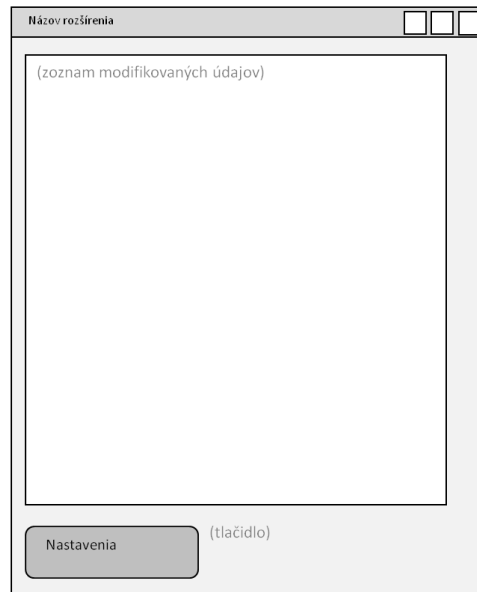 Názov rozšírenia
(zoznam modifikovaných údajov)
Nastavenia
(tlačidlo)